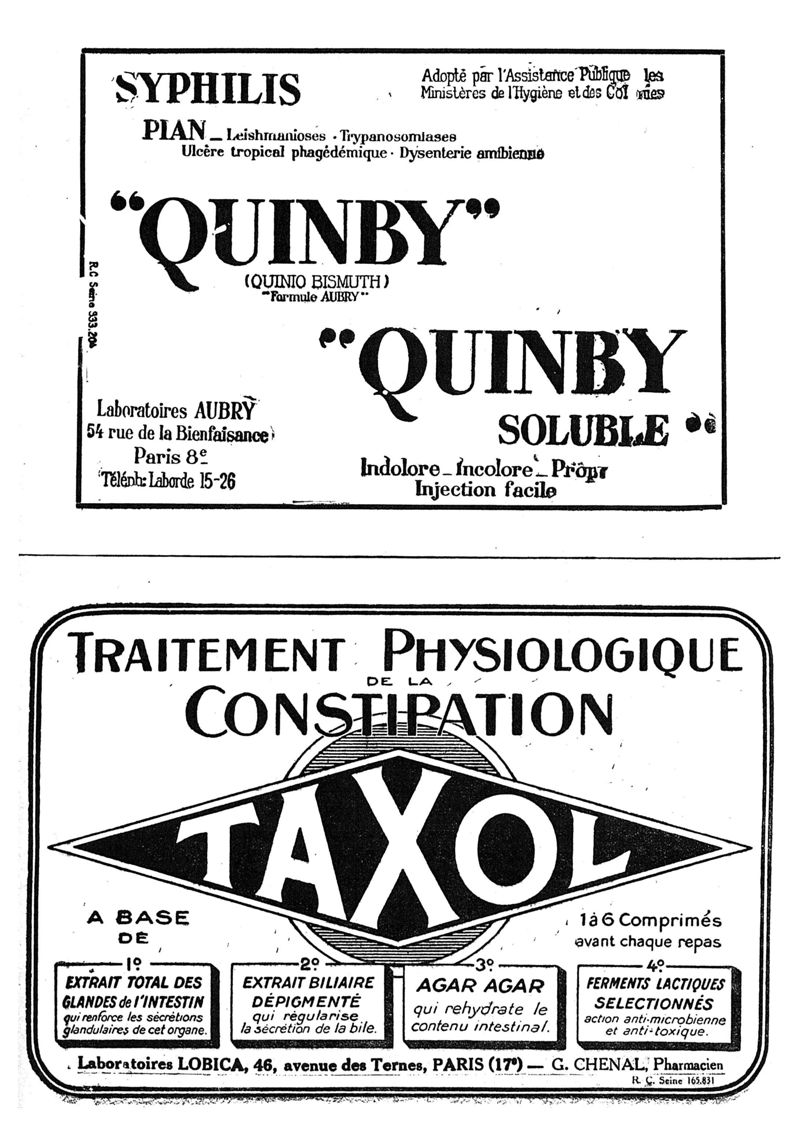 SYPHILIS
Adopté par l'Assistance Publique les
Ministères de l'Hygiène et des
PIAN _ Leishmanioses · Trypanosomiases
Ulcère tropical phagédémique · Dysenterie amibienne
"QUINBY"
(QUINIO BISMUTH)
"Formule AUBRY"
R.C Seine 933.204
"QUINBY
SOLUBLE "
Laboratoires AUBRY
54 rue de la Bienfaisance
Paris 8e
Téléph: Laborde 15-26
Indolore _ Incolore _
Injection facile
TRAITEMENT PHYSIOLOGIQUE
DE LA
CONSTIPATION
TAXOL
A BASE
DE
1à6 Comprimés
avant chaque repas
1º
EXTRAIT TOTAL DES
GLANDES de l'INTESTIN
qui renforce les sécrétions
glandulaires de cet organe.
2º
EXTRAIT BILIAIRE
DÉPIGMENTÉ
qui régularise
la sécrétion de la bile.
3º
AGAR AGAR
qui rehydrate le
contenu intestinal.
4º
FERMENTS LACTIQUES
SELECTIONNÉS
action anti-microbienne
et anti-toxique.
Laboratoires LOBICA, 46, avenue des Ternes, PARIS (17e) — G. CHENAL, Pharmacien
R. C. Seine 165.831